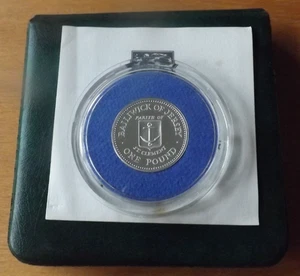 BAILIWICK OF JERSEY
PARISH OF
ST. CLEMENT
ONE POUND